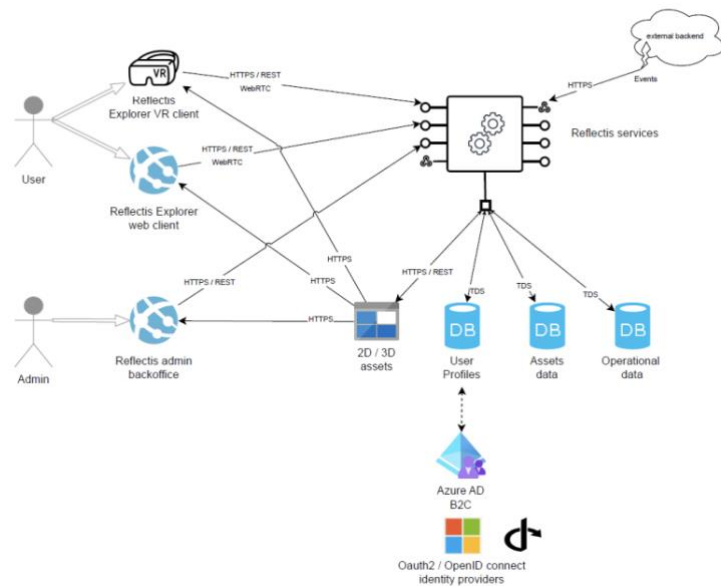 external backend
HTTPS
Events
VR
HTTPS / REST
WebRTC
Reflectis
Explorer VR client
User
HTTPS / REST
WebRTC
Reflectis services
Reflectis Explorer
web client
HTTPS
HTTPS
HTTPS / REST
HTTPS / REST
TDS
TDS
TDS
HTTPS
Admin
Reflectis admin
backoffice
2D / 3D
assets
DB
User
Profiles
DB
Assets
data
DB
Operational
data
Azure AD
B2C
Oauth2 / OpenID connect
identity providers